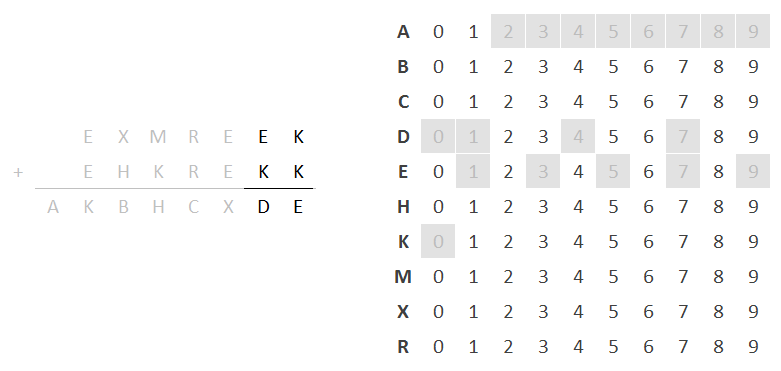 E X M R E E K
+ E H K R E K K
A K B H C X D E
A 0 1 2 3 4 5 6 7 8 9
B 0 1 2 3 4 5 6 7 8 9
C 0 1 2 3 4 5 6 7 8 9
D 0 1 2 3 4 5 6 7 8 9
E 0 1 2 3 4 5 6 7 8 9
H 0 1 2 3 4 5 6 7 8 9
K 0 1 2 3 4 5 6 7 8 9
M 0 1 2 3 4 5 6 7 8 9
X 0 1 2 3 4 5 6 7 8 9
R 0 1 2 3 4 5 6 7 8 9